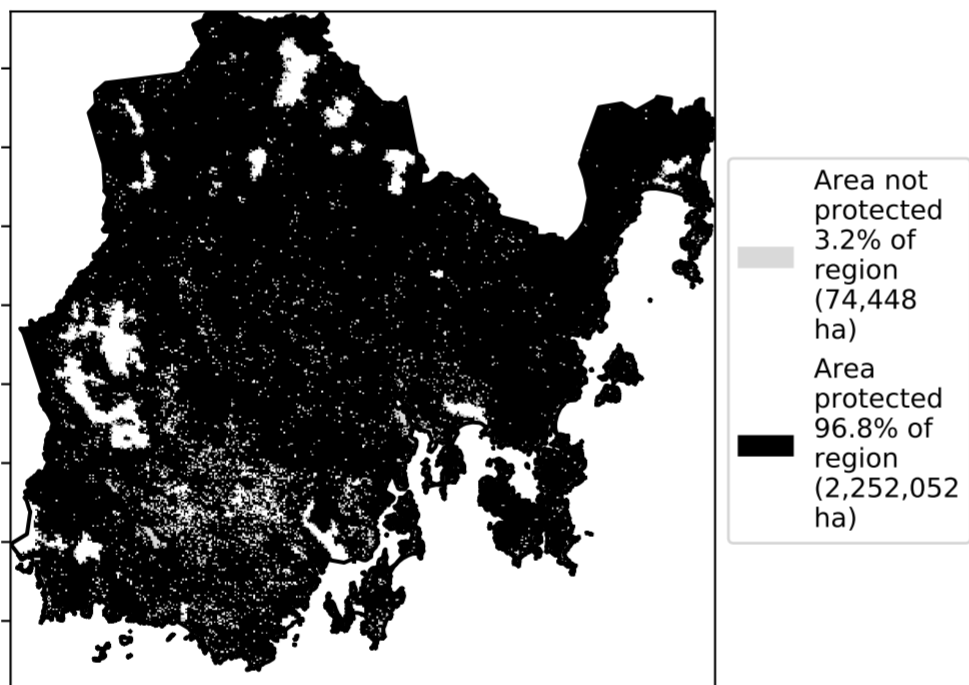 Area not
protected
3.2% of
region
(74,448
ha)
Area
protected
96.8% of
region
(2,252,052
ha)